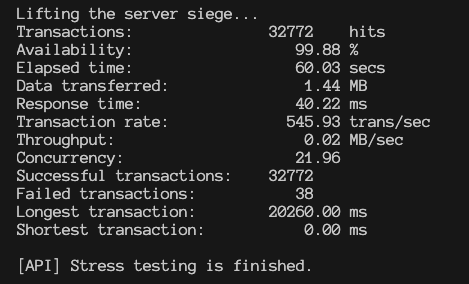 Lifting the server siege...
Transactions: 32772 hits
Availability: 99.88 %
Elapsed time: 60.03 secs
Data transferred: 1.44 MB
Response time: 40.22 ms
Transaction rate: 545.93 trans/sec
Throughput: 0.02 MB/sec
Concurrency: 21.96
Successful transactions: 32772
Failed transactions: 38
Longest transaction: 20260.00 ms
Shortest transaction: 0.00 ms
[API] Stress testing is finished.